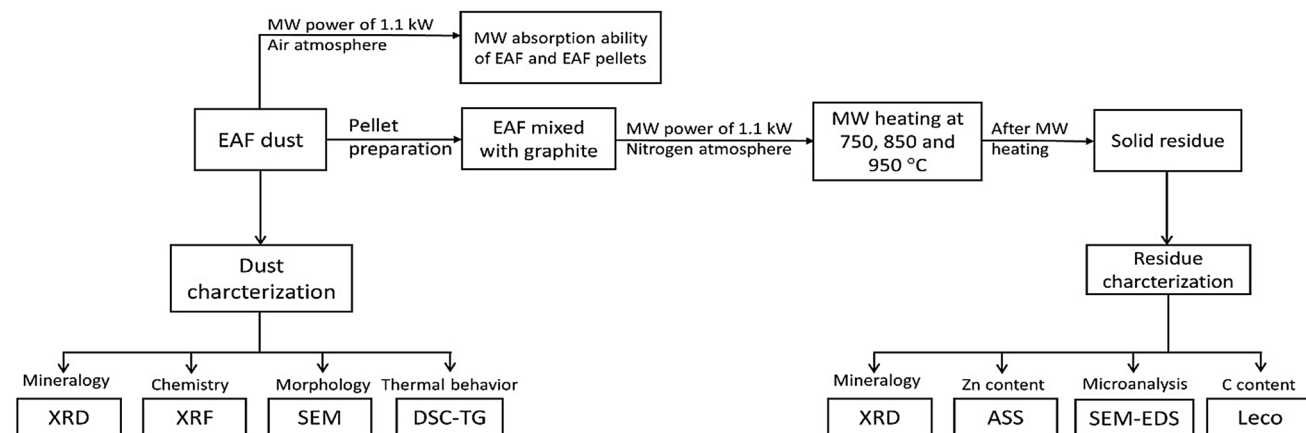 MW power of 1.1 kW
Air atmosphere
MW absorption ability
of EAF and EAF pellets
EAF dust
Pellet
preparation
EAF mixed
with graphite
MW power of 1.1 kW
Nitrogen atmosphere
MW heating at
750, 850 and
950 °C
After MW
heating
Solid residue
Dust
charcterization
Residue
charcterization
Mineralogy
Chemistry
Morphology
Thermal behavior
XRD
XRF
SEM
DSC-TG
Mineralogy
Zn content
Microanalysis
C content
XRD
ASS
SEM-EDS
Leco